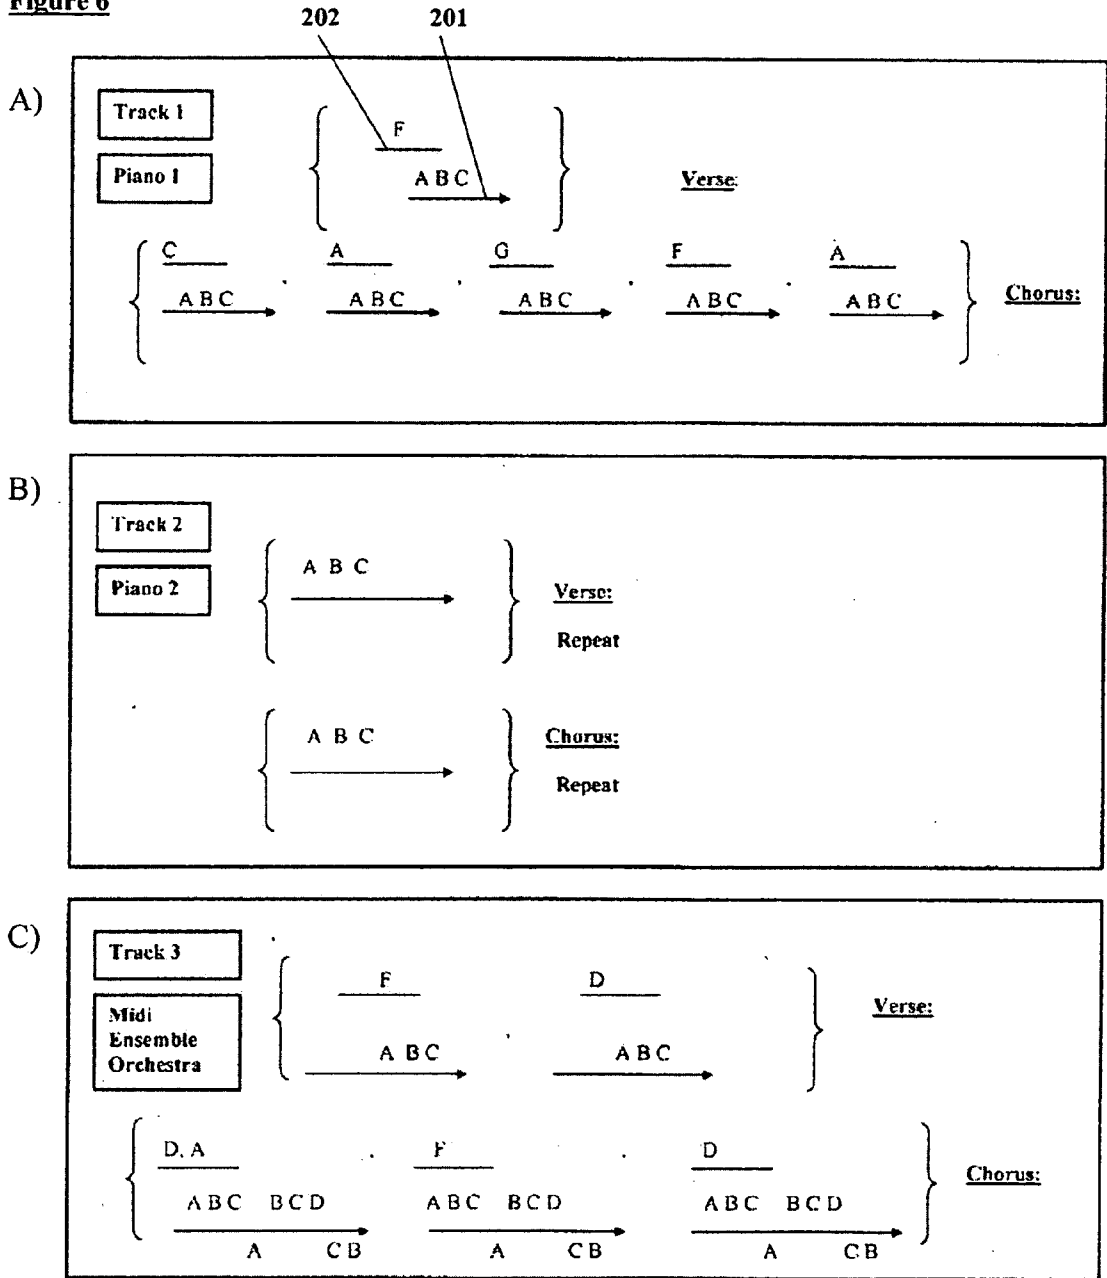 Figure 6
202 201
A)
Track 1
F
Piano 1
A B C
Verse:
C A G F A
A B C A B C A B C A B C A B C
Chorus:
B)
Track 2
A B C
Piano 2
Verse:
Repeat
A B C
Chorus:
Repeat
C)
Track 3
F D
Midi
Ensemble
Orchestra
Verse:
A B C A B C
D, A F D
Chorus:
A B C B C D A B C B C D A B C B C D
A C B A C B A C B